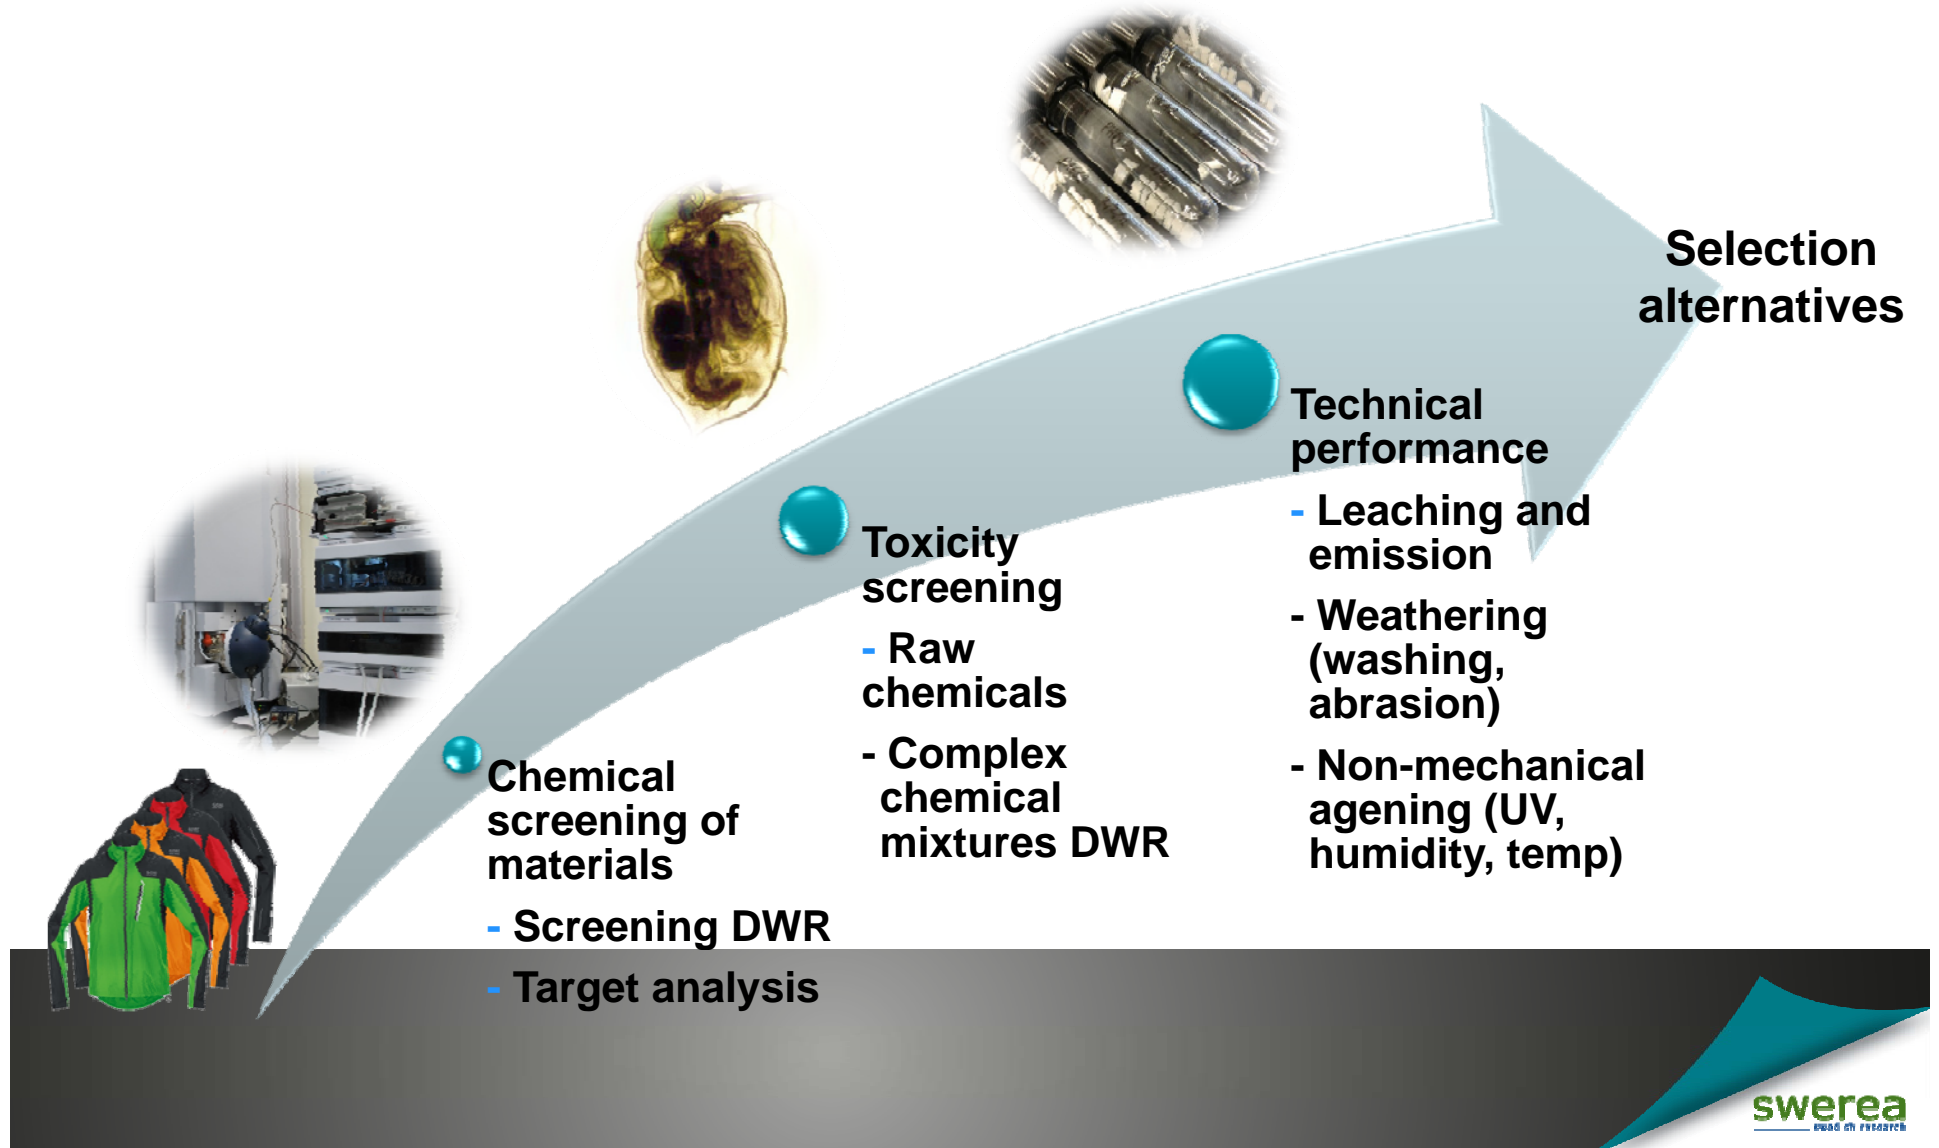 Selection
alternatives
Technical
performance
- Leaching and
emission
- Weathering
(washing,
abrasion)
- Non-mechanical
agening (UV,
humidity, temp)
Toxicity
screening
- Raw
chemicals
- Complex
chemical
mixtures DWR
Chemical
screening of
materials
- Screening DWR
- Target analysis
swerea